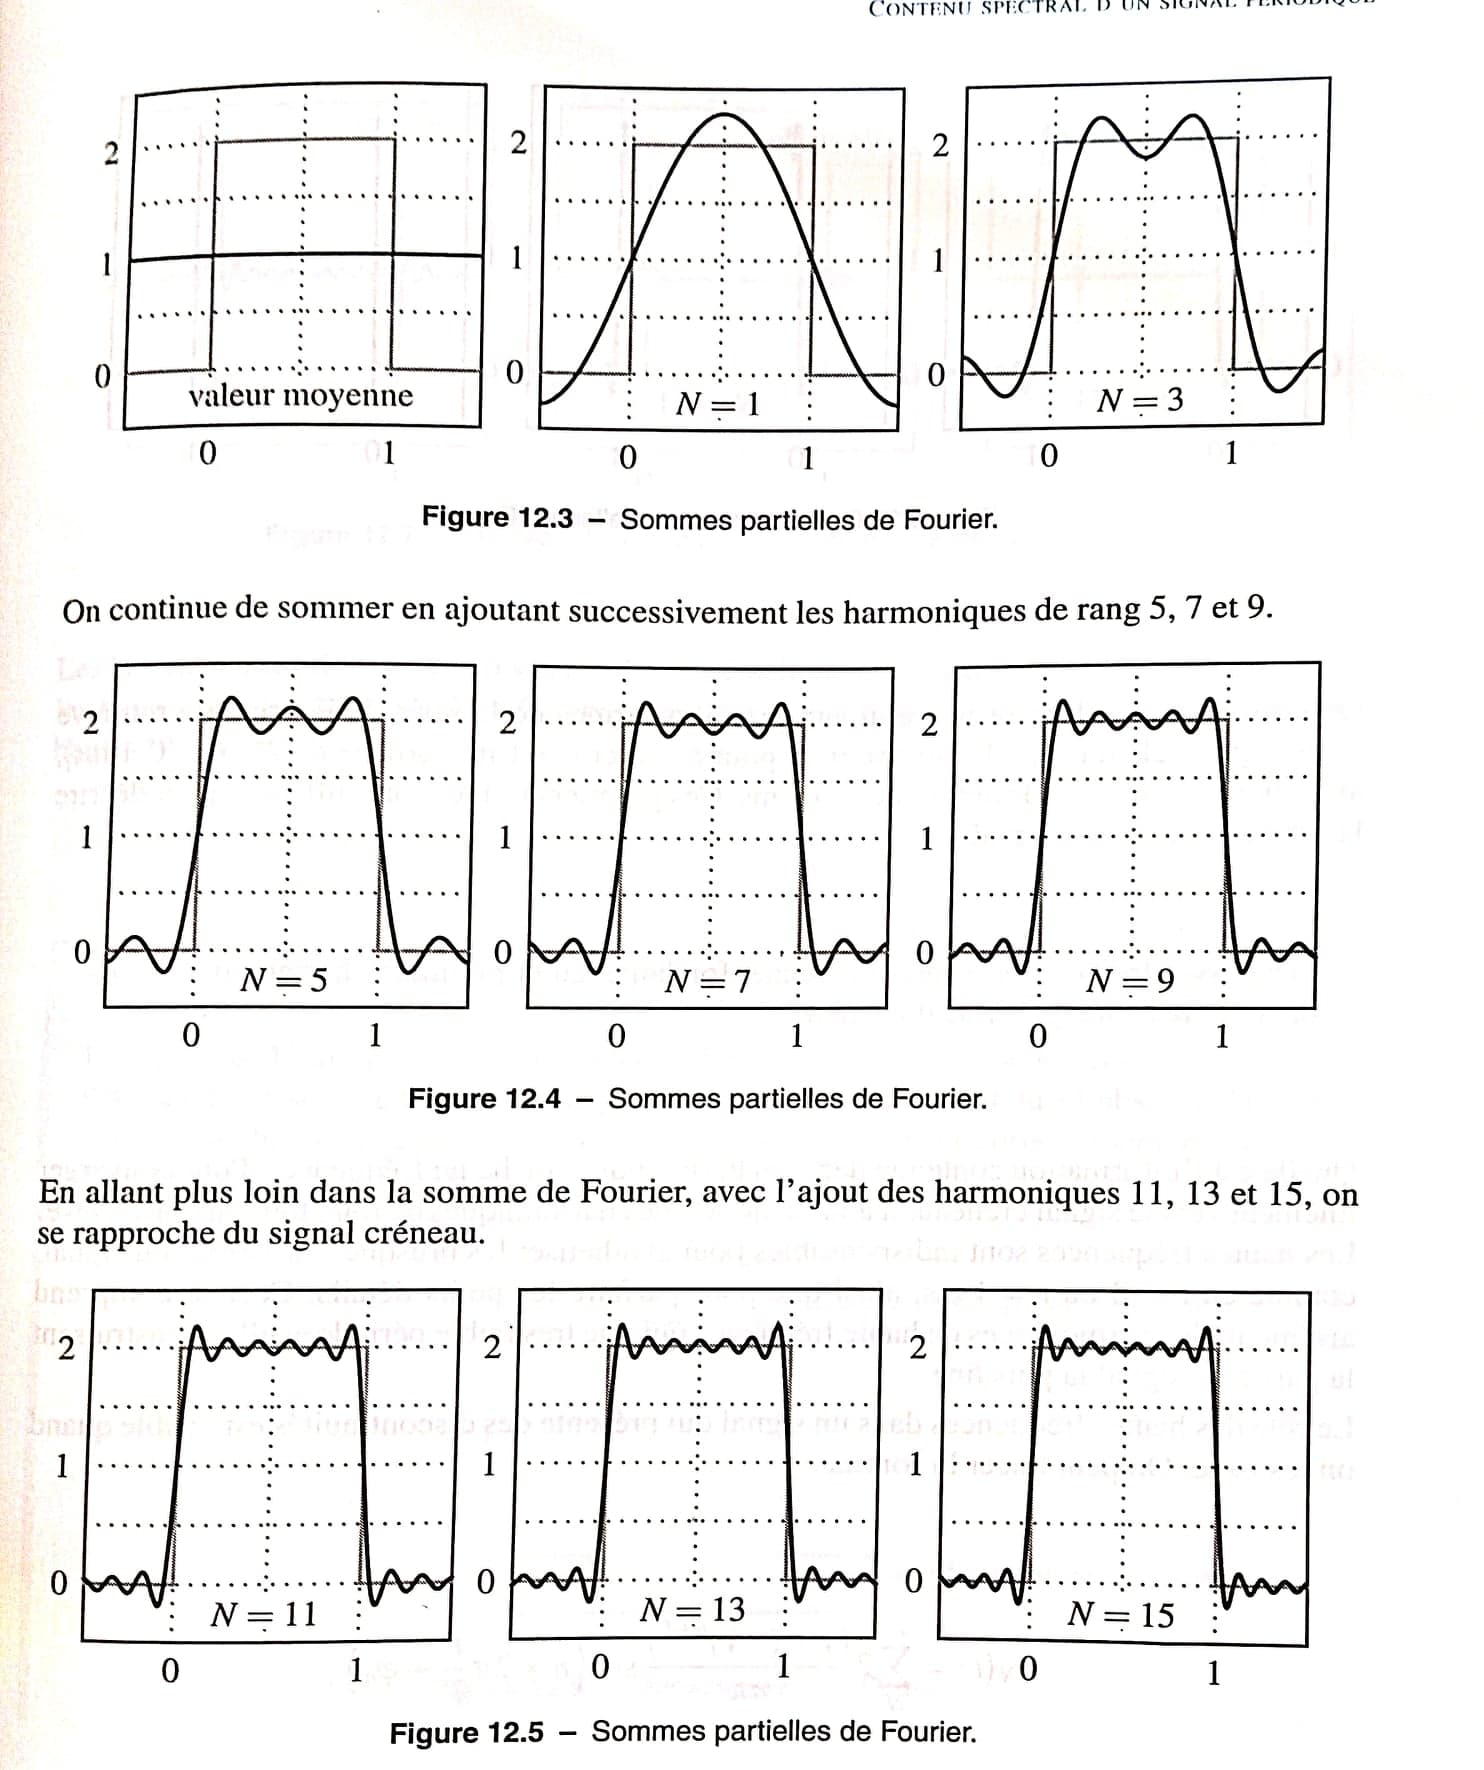 CONTENU SPECTRAL D'UN SIGNAL PÉRIODIQUE
2
1
0
valeur moyenne
0 1
2
1
0
N = 1
0 1
2
1
0
N = 3
0 1
Figure 12.3 – Sommes partielles de Fourier.
On continue de sommer en ajoutant successivement les harmoniques de rang 5, 7 et 9.
2
1
0
N = 5
0 1
2
1
0
N = 7
0 1
2
1
0
N = 9
0 1
Figure 12.4 – Sommes partielles de Fourier.
En allant plus loin dans la somme de Fourier, avec l'ajout des harmoniques 11, 13 et 15, on
se rapproche du signal créneau.
2
1
0
N = 11
0 1
2
1
0
N = 13
0 1
2
1
0
N = 15
0 1
Figure 12.5 – Sommes partielles de Fourier.